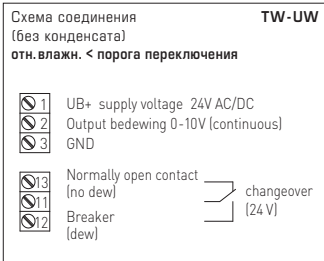 Схема соединения TW-UW
(без конденсата)
отн.влажн. < порога переключения
1 UB+ supply voltage 24V AC/DC
2 Output bedewing 0-10V (continuous)
3 GND
13 Normally open contact
(no dew)
11 changeover
(24 V)
12 Breaker
(dew)